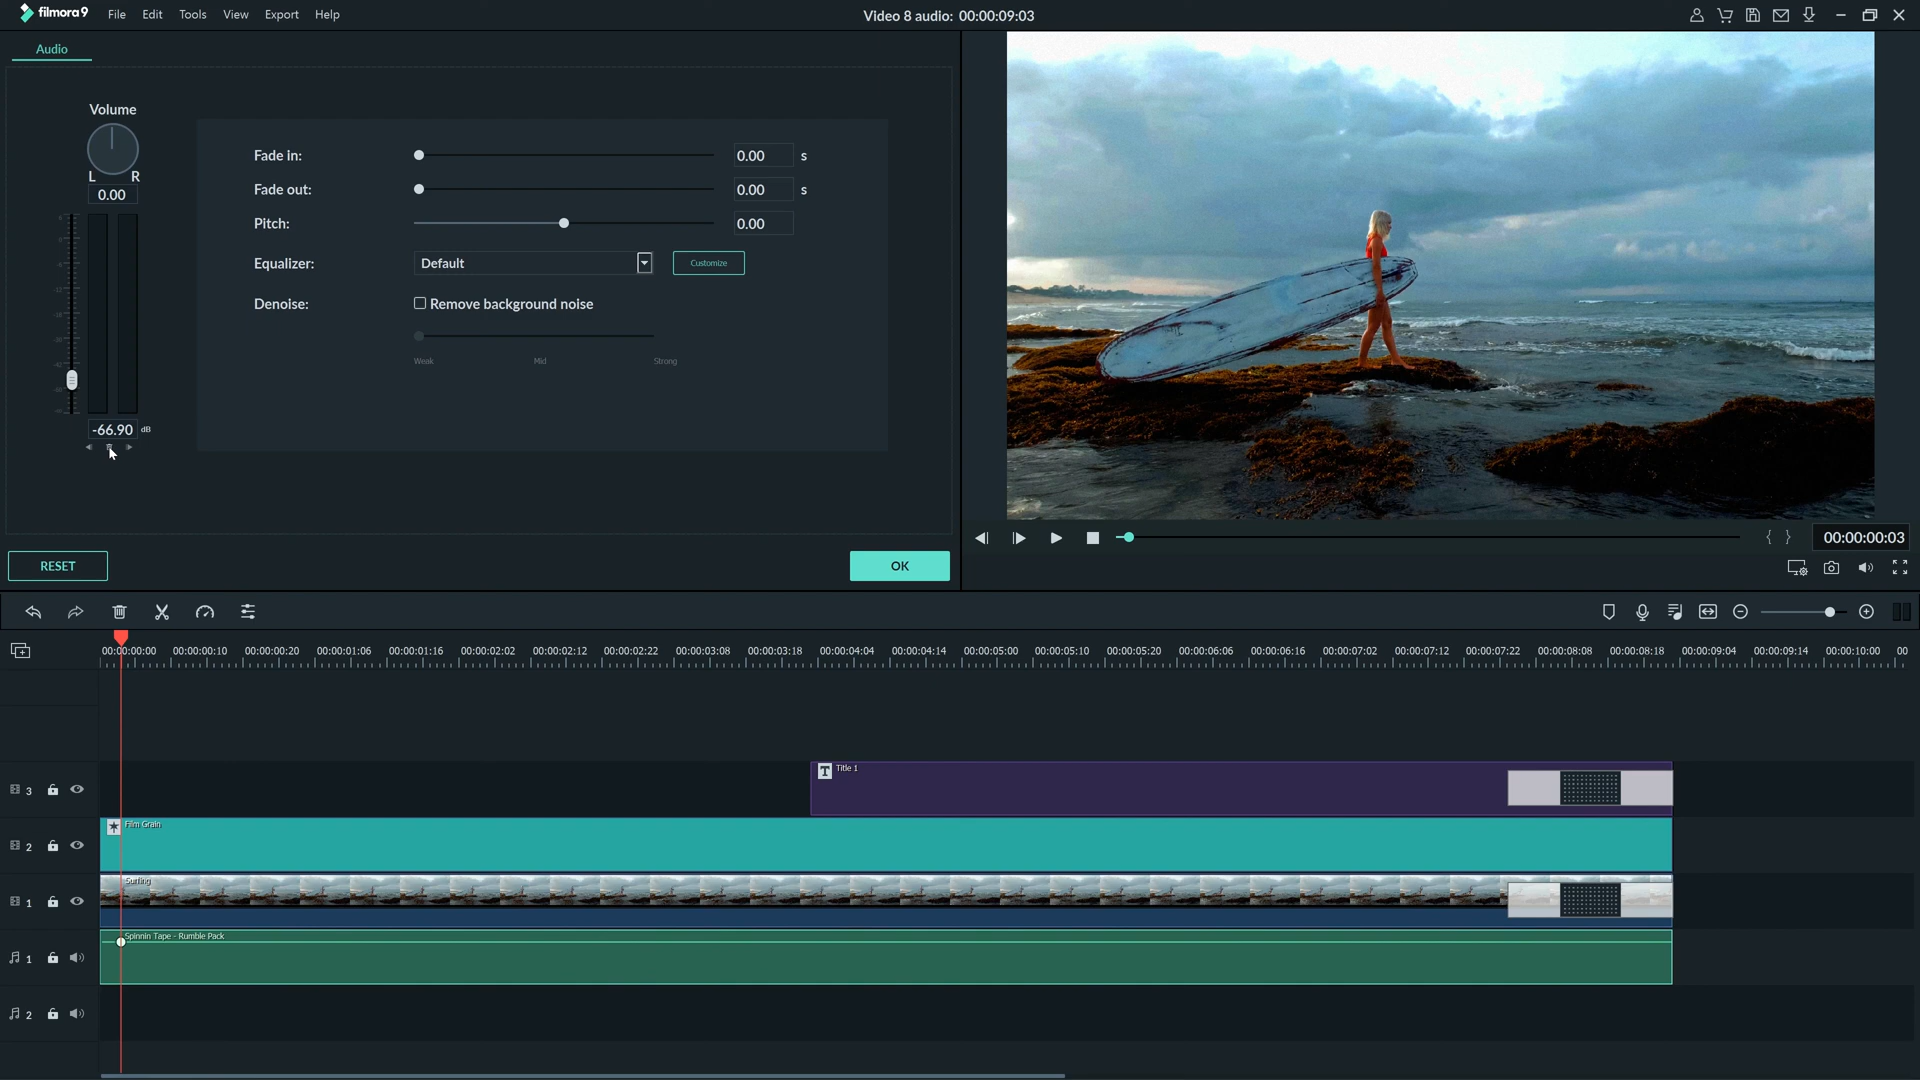 filmora9 File Edit Tools View Export Help Video 8 audio: 00:00:09:03
Audio
Volume
L R
0.00
-66.90 dB
Fade in: 0.00 s
Fade out: 0.00 s
Pitch: 0.00
Equalizer: Default Customize
Denoise: Remove background noise
Weak Mid Strong
RESET OK
{ } 00:00:00:03
00:00:00:00 00:00:00:10 00:00:00:20 00:00:01:06 00:00:01:16 00:00:02:02 00:00:02:12 00:00:02:22 00:00:03:08 00:00:03:18 00:00:04:04 00:00:04:14 00:00:05:00 00:00:05:10 00:00:05:20 00:00:06:06 00:00:06:16 00:00:07:02 00:00:07:12 00:00:07:22 00:00:08:08 00:00:08:18 00:00:09:04 00:00:09:14 00:00:10:00 00
3 T Title 1
2 Film Grain
1 Surfing
1 Spinnin Tape - Rumble Pack
2